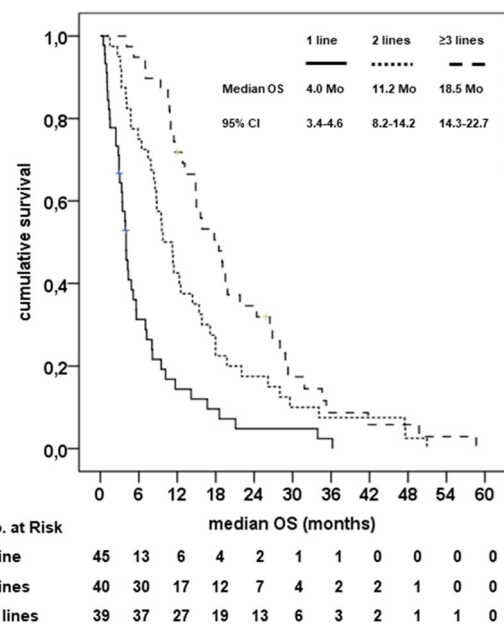 1 line 2 lines ≥3 lines
Median OS 4.0 Mo 11.2 Mo 18.5 Mo
95% CI 3.4-4.6 8.2-14.2 14.3-22.7
cumulative survival
1,0
0,8
0,6
0,4
0,2
0,0
0 6 12 18 24 30 36 42 48 54 60
median OS (months)
. at Risk
ine 45 13 6 4 2 1 1 0 0 0 0
ines 40 30 17 12 7 4 2 2 1 0 0
lines 39 37 27 19 13 6 3 2 1 1 0